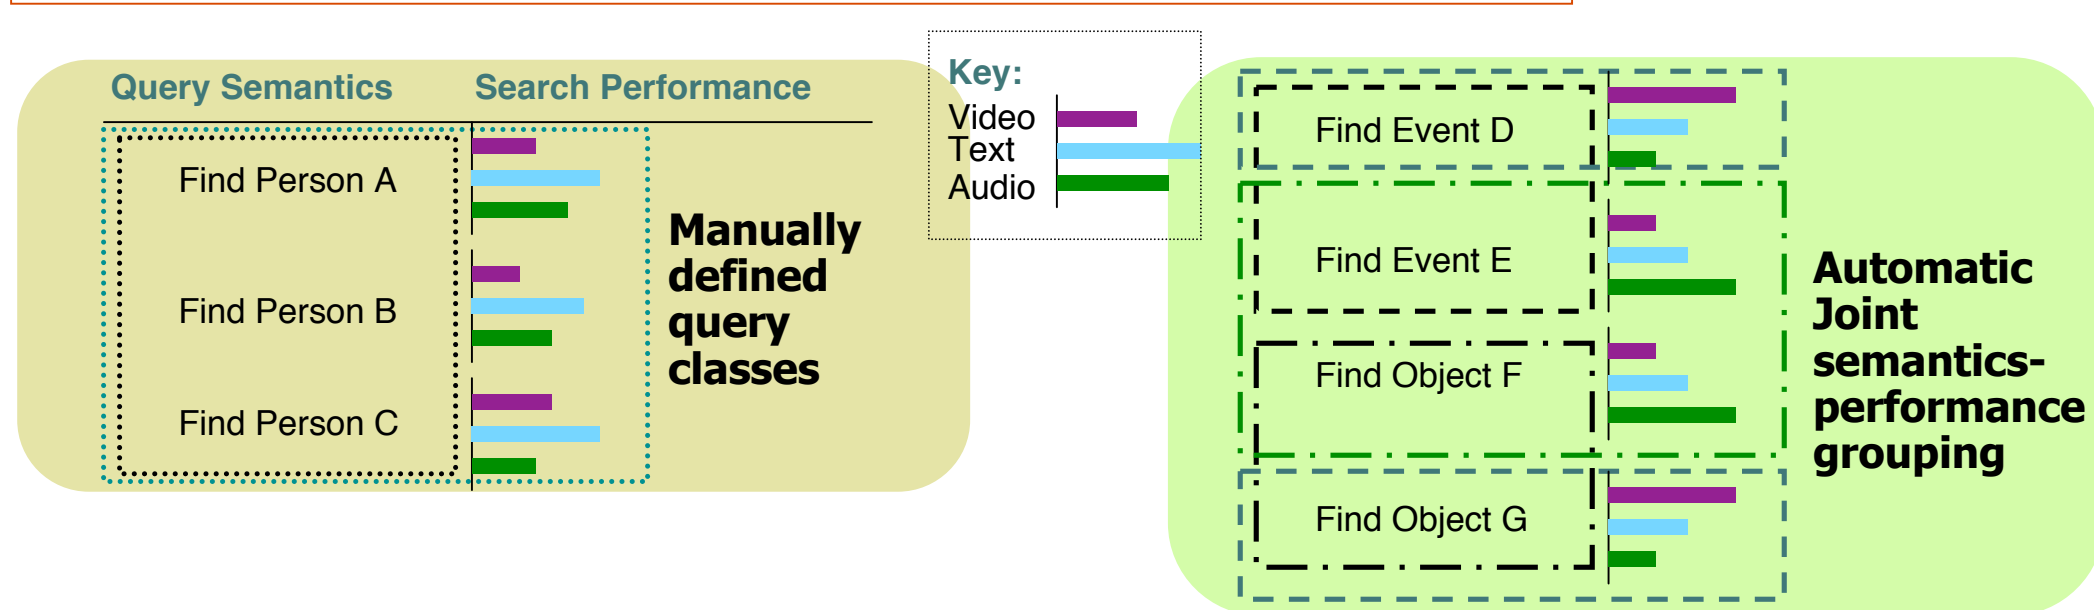 Query Semantics
Search Performance
Find Person A
Find Person B
Find Person C
Manually
defined
query
classes
Key:
Video
Text
Audio
Find Event D
Find Event E
Find Object F
Find Object G
Automatic
Joint
semantics-
performance
grouping